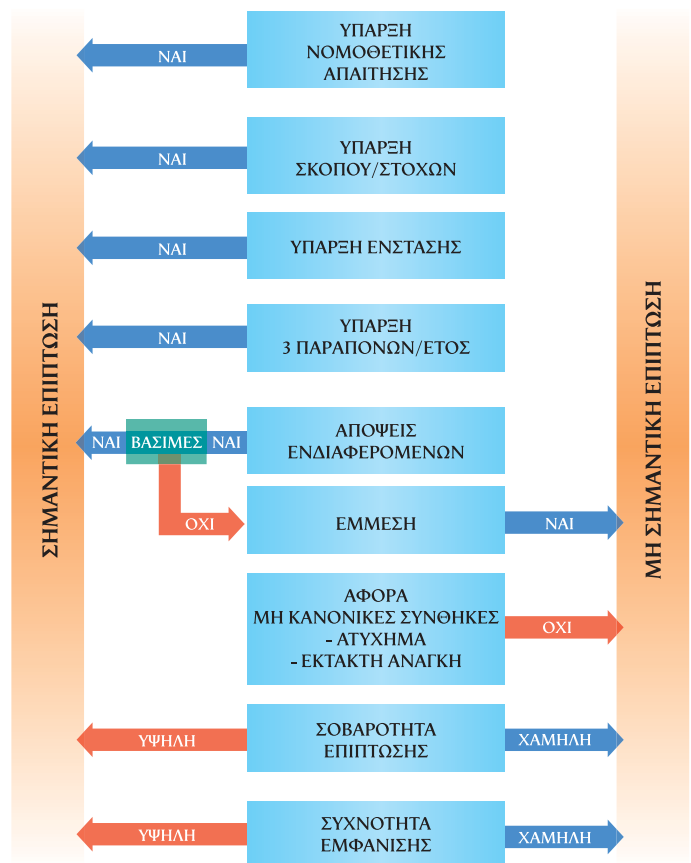 ΥΠΑΡΞΗ
ΝΟΜΟΘΕΤΙΚΗΣ
ΑΠΑΙΤΗΣΗΣ
ΝΑΙ
ΥΠΑΡΞΗ
ΣΚΟΠΟΥ/ΣΤΟΧΩΝ
ΝΑΙ
ΥΠΑΡΞΗ ΕΝΣΤΑΣΗΣ
ΝΑΙ
ΥΠΑΡΞΗ
3 ΠΑΡΑΠΟΝΩΝ/ΕΤΟΣ
ΝΑΙ
ΑΠΟΨΕΙΣ
ΕΝΔΙΑΦΕΡΟΜΕΝΩΝ
ΝΑΙ ΒΑΣΙΜΕΣ ΝΑΙ
ΟΧΙ
ΕΜΜΕΣΗ
ΝΑΙ
ΑΦΟΡΑ
ΜΗ ΚΑΝΟΝΙΚΕΣ ΣΥΝΘΗΚΕΣ
- ΑΤΥΧΗΜΑ
- ΕΚΤΑΚΤΗ ΑΝΑΓΚΗ
ΟΧΙ
ΥΨΗΛΗ
ΣΟΒΑΡΟΤΗΤΑ
ΕΠΙΠΤΩΣΗΣ
ΧΑΜΗΛΗ
ΥΨΗΛΗ
ΣΥΧΝΟΤΗΤΑ
ΕΜΦΑΝΙΣΗΣ
ΧΑΜΗΛΗ
ΣΗΜΑΝΤΙΚΗ ΕΠΙΠΤΩΣΗ
ΜΗ ΣΗΜΑΝΤΙΚΗ ΕΠΙΠΤΩΣΗ